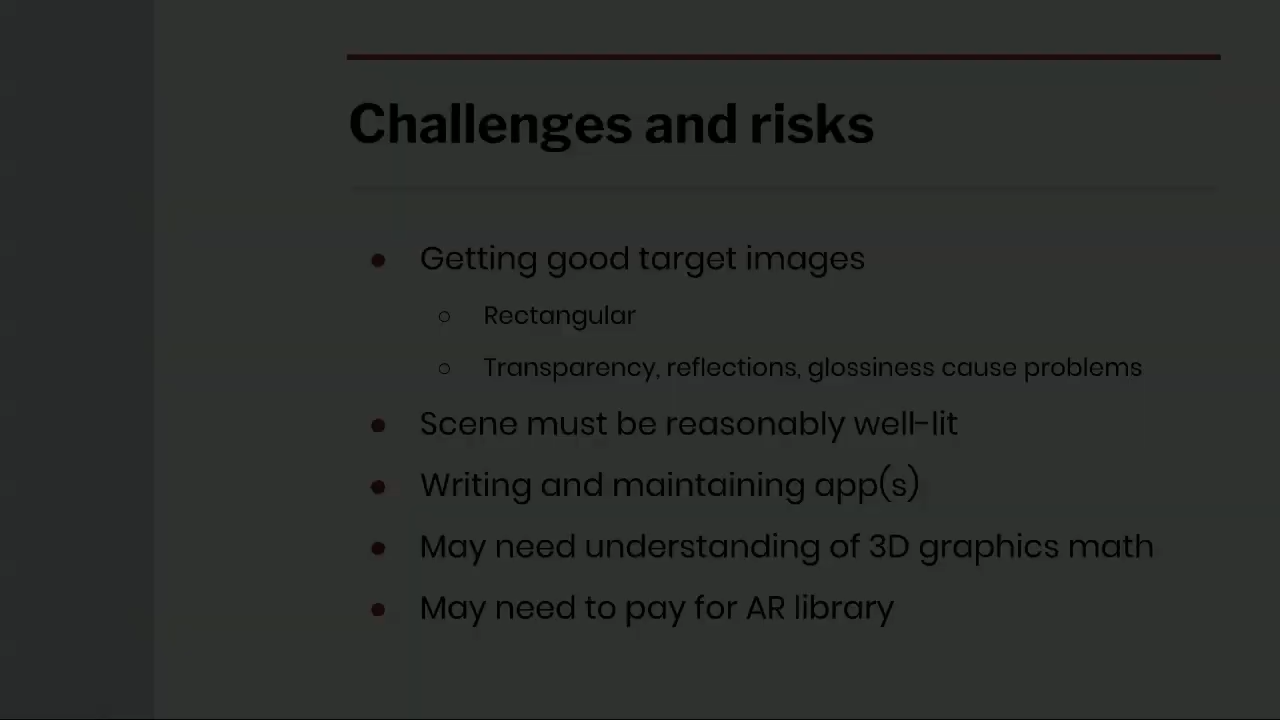 Challenges and risks
Getting good target images
Rectangular
Transparency, reflections, glossiness cause problems
Scene must be reasonably well-lit
Writing and maintaining app(s)
May need understanding of 3D graphics math
May need to pay for AR library